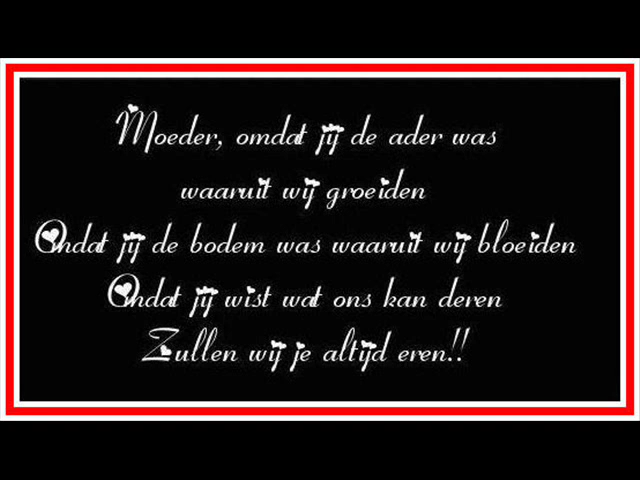 Moeder, omdat jij de ader was
waaruit wij groeiden
Omdat jij de bodem was waaruit wij bloeiden
Omdat jij wist wat ons kan deren
Zullen wij je altijd eren!!